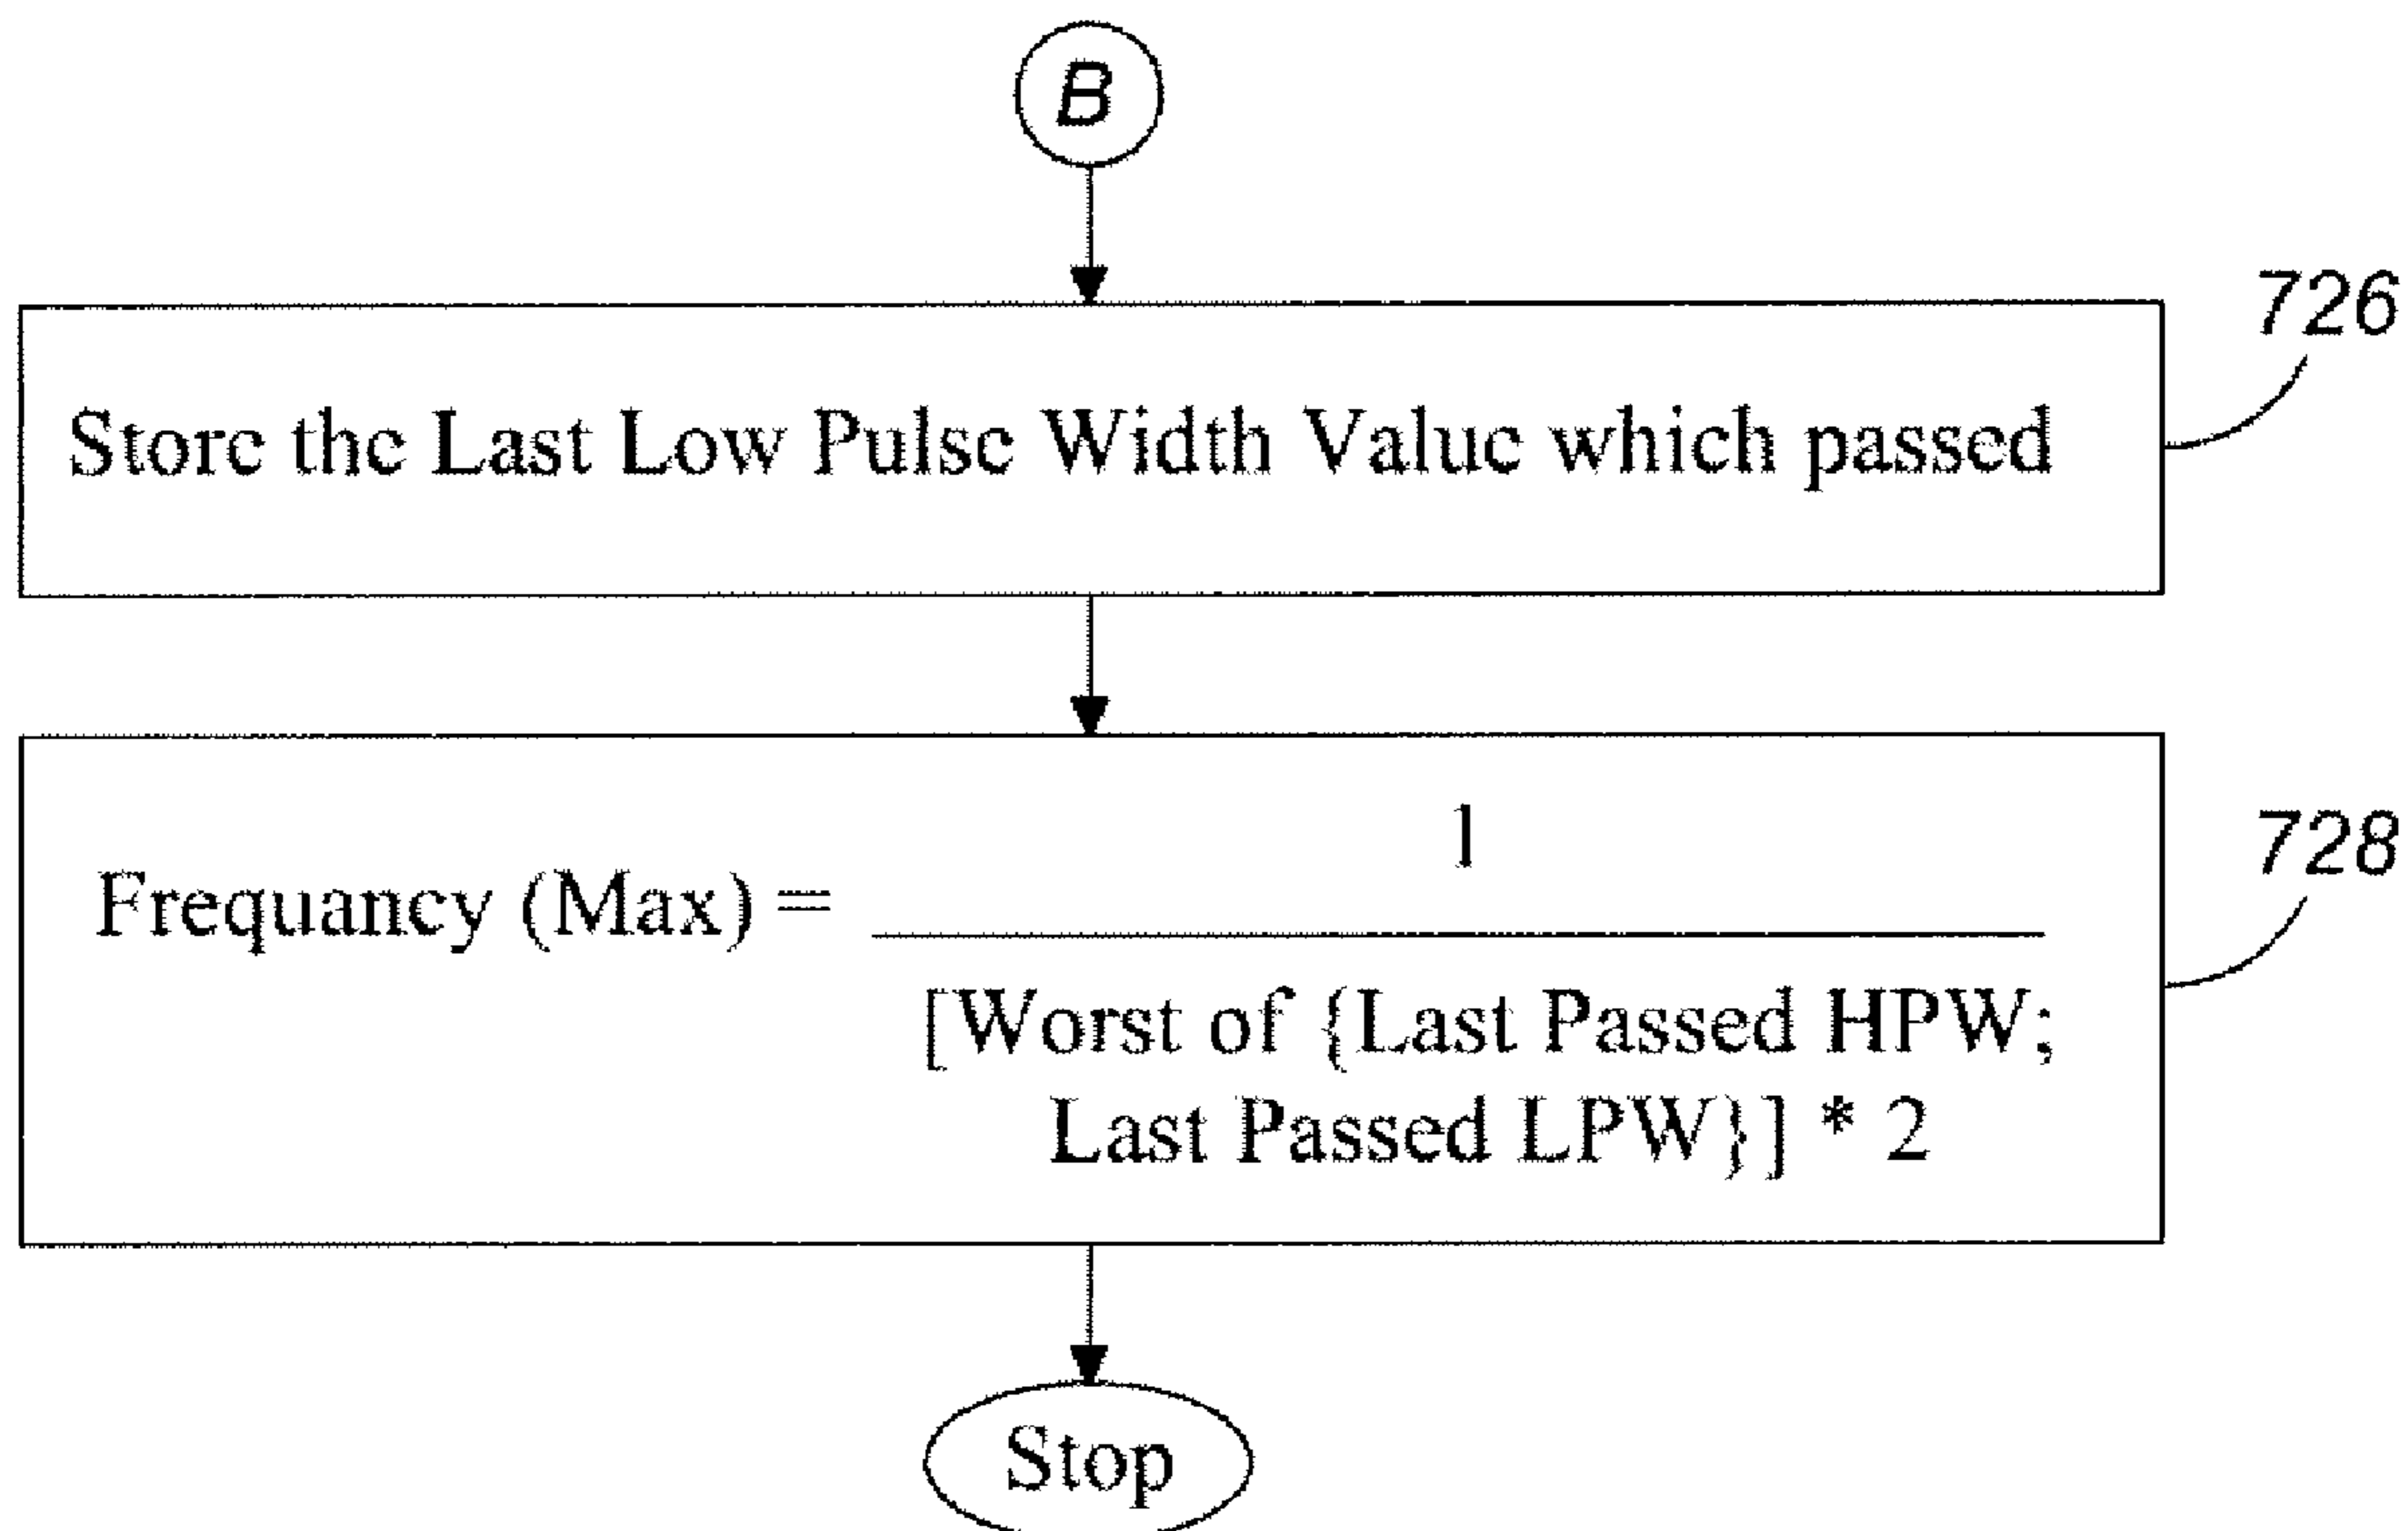 B
726
Store the Last Low Pulse Width Value which passed
728
1
Frequancy (Max) =
[Worst of {Last Passed HPW;
Last Passed LPW}] * 2
Stop